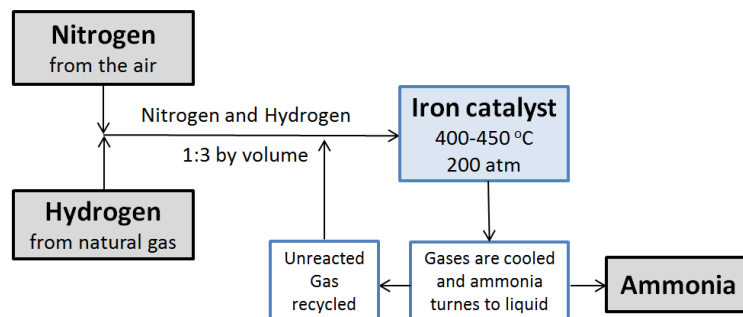 Nitrogen
from the air
Nitrogen and Hydrogen
1:3 by volume
Iron catalyst
400-450 °C
200 atm
Hydrogen
from natural gas
Unreacted
Gas
recycled
Gases are cooled
and ammonia
turnes to liquid
Ammonia